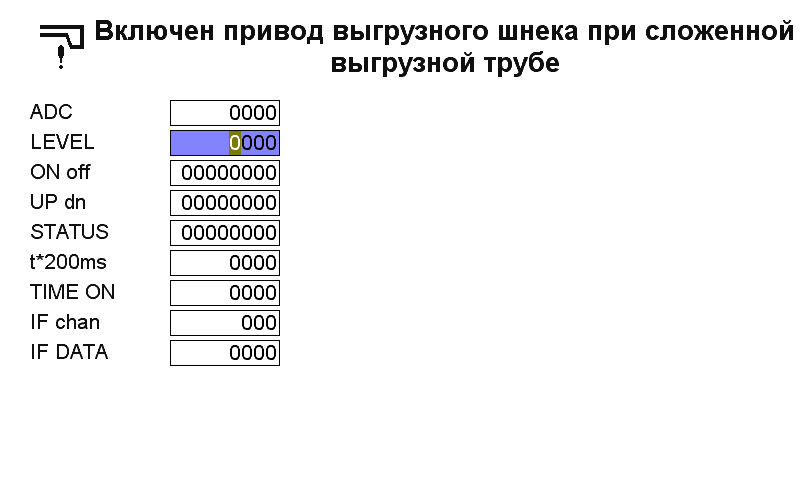 Включен привод выгрузного шнека при сложенной
выгрузной трубе
ADC 0000
LEVEL 0000
ON off 00000000
UP dn 00000000
STATUS 00000000
t*200ms 0000
TIME ON 0000
IF chan 000
IF DATA 0000